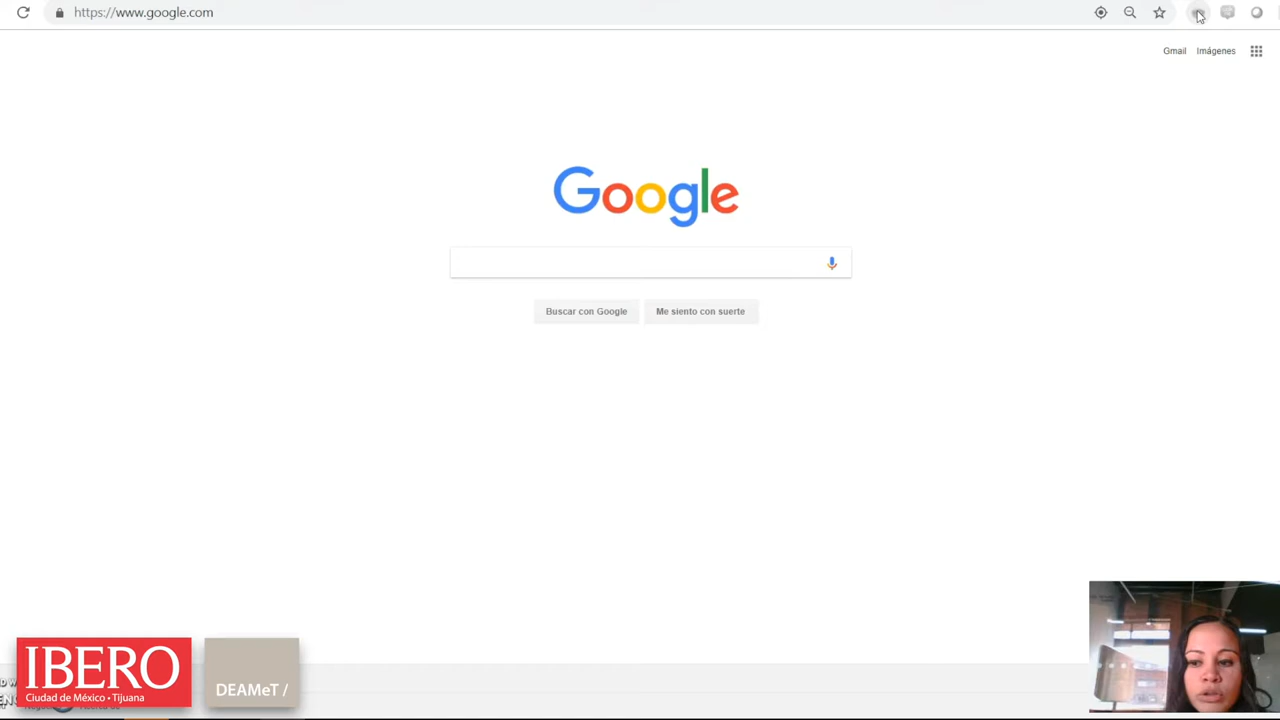 https://www.google.com
Gmail Imágenes
Google
Buscar con Google Me siento con suerte
IBERO
Ciudad de México • Tijuana
DEAMeT /